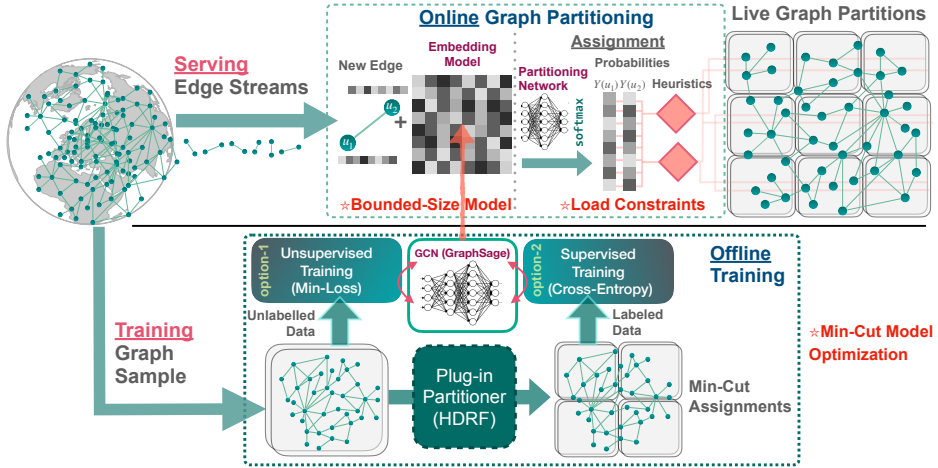 Online Graph Partitioning
Live Graph Partitions
Serving
Edge Streams
New Edge
u2
u1
+
Embedding
Model
Partitioning
Network
softmax
Assignment
Probabilities
Y(u1) Y(u2)
Heuristics
☆Bounded-Size Model
☆Load Constraints
option-1
Unsupervised
Training
(Min-Loss)
GCN (GraphSage)
option-2
Supervised
Training
(Cross-Entropy)
Offline
Training
Unlabelled
Data
Labeled
Data
Training
Graph
Sample
Plug-in
Partitioner
(HDRF)
Min-Cut
Assignments
☆Min-Cut Model
Optimization